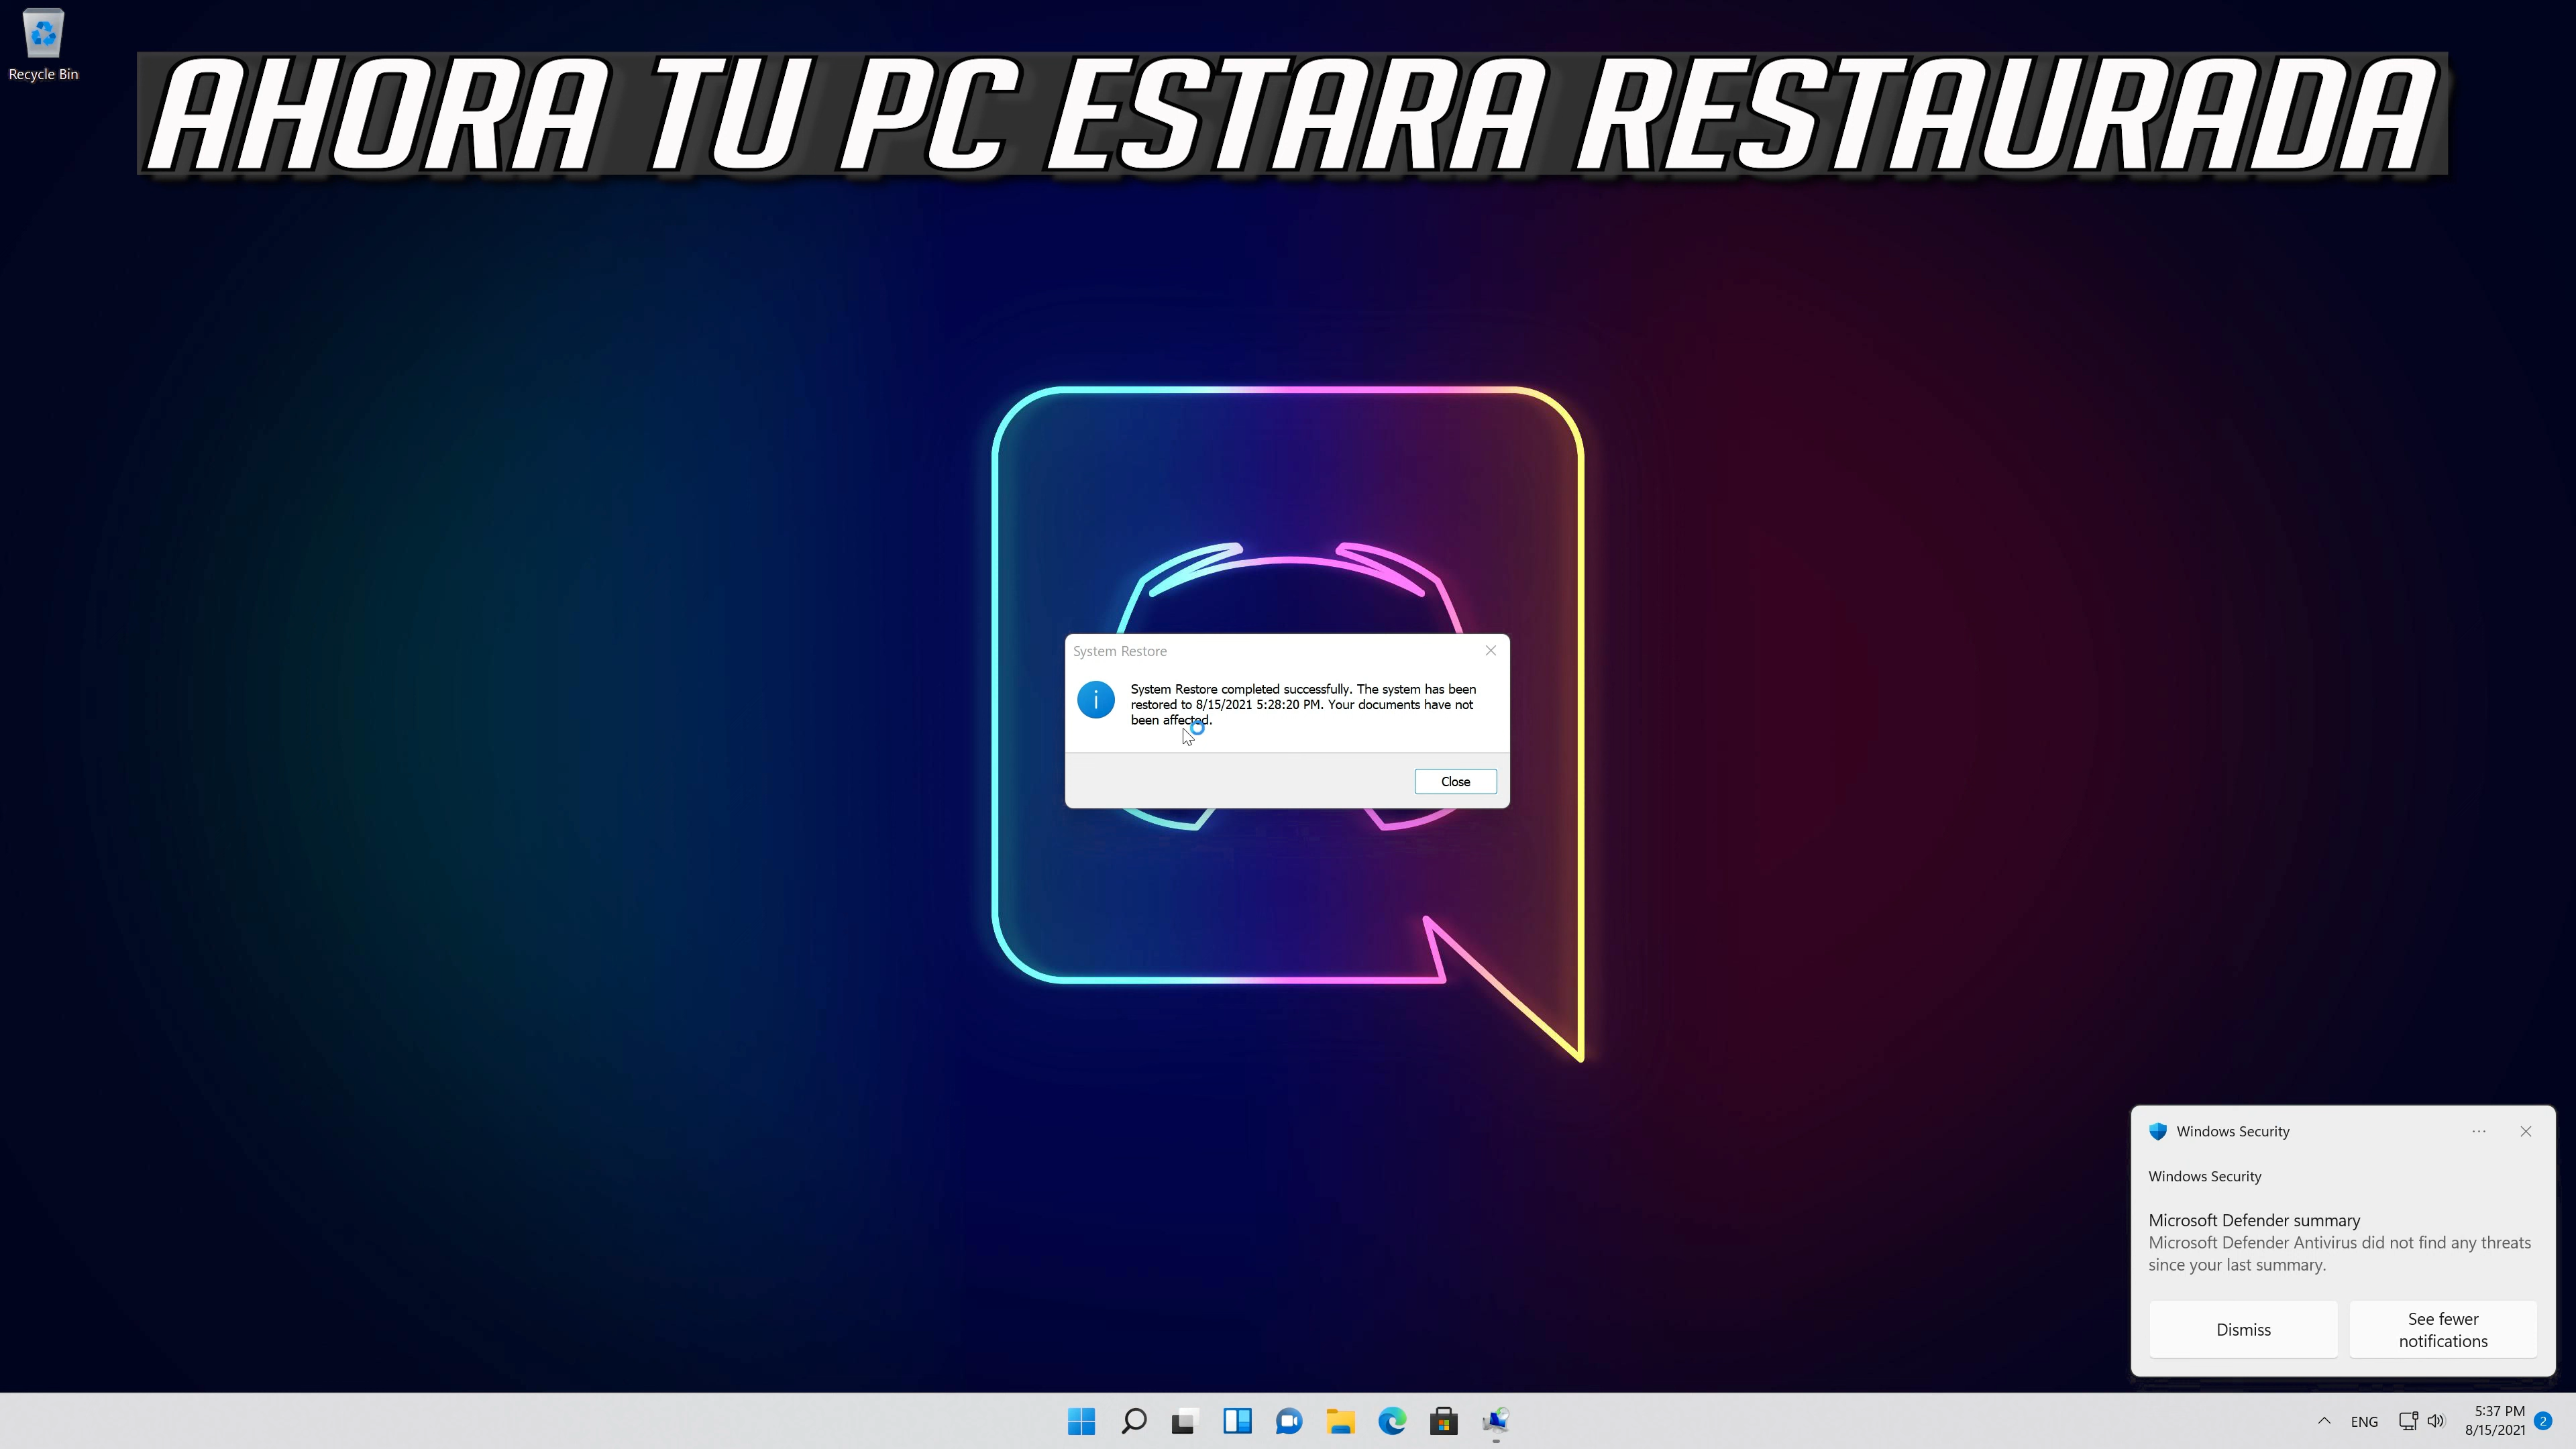 Recycle Bin
AHORA TU PC ESTARA RESTAURADA
System Restore
System Restore completed successfully. The system has been
restored to 8/15/2021 5:28:20 PM. Your documents have not
been affected.
Close
Windows Security
Windows Security
Microsoft Defender summary
Microsoft Defender Antivirus did not find any threats
since your last summary.
Dismiss
See fewer
notifications
ENG
5:37 PM
8/15/2021
2